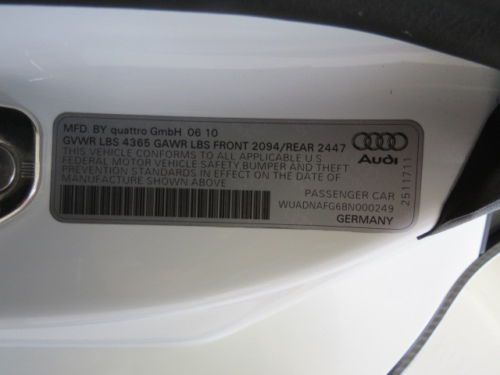 MFD. BY quattro GmbH 06 10
GVWR LBS 4365 GAWR LBS FRONT 2094/REAR 2447
THIS VEHICLE CONFORMS TO ALL APPLICABLE U S
FEDERAL MOTOR VEHICLE SAFETY,BUMPER AND THEFT
PREVENTION STANDARDS IN EFFECT ON THE DATE OF
MANUFACTURE SHOWN ABOVE
Audi
PASSENGER CAR
WUADNAFG6BN000249
GERMANY
2511711